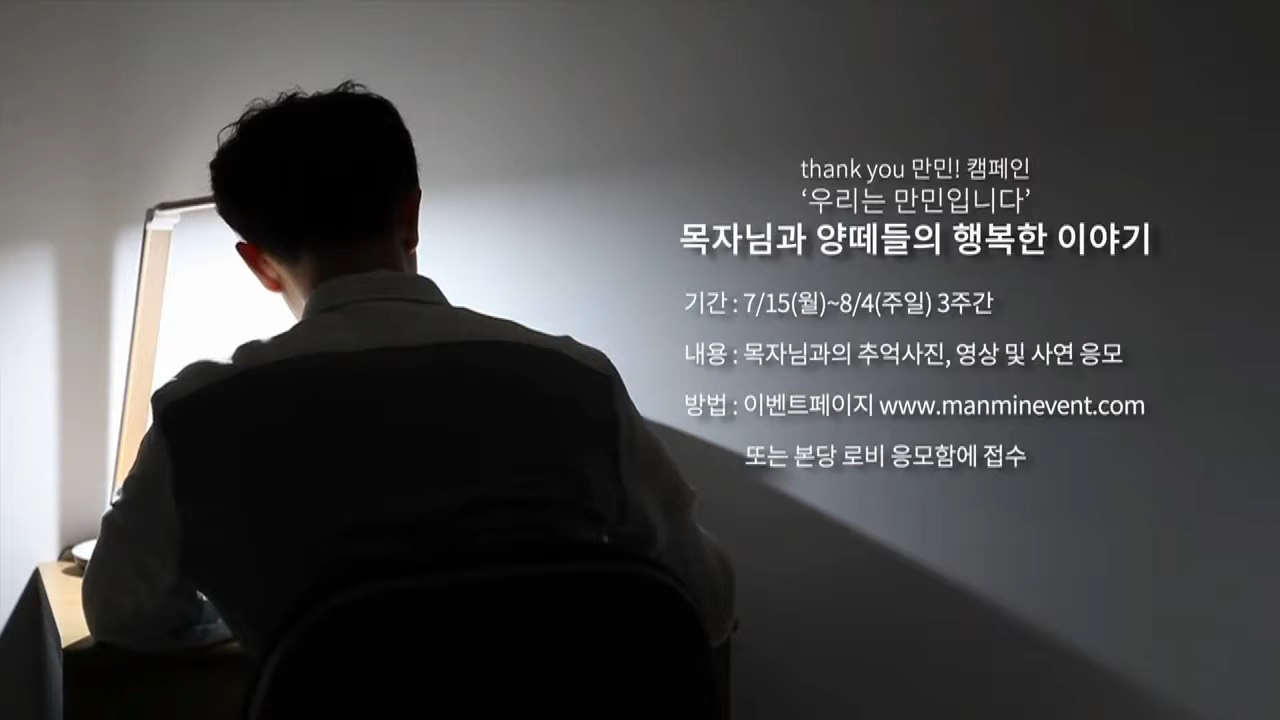 thank you 만민! 캠페인
‘우리는 만민입니다’
목자님과 양떼들의 행복한 이야기
기간 : 7/15(월)~8/4(주일) 3주간
내용 : 목자님과의 추억사진, 영상 및 사연 응모
방법 : 이벤트페이지 www.manminevent.com
또는 본당 로비 응모함에 접수